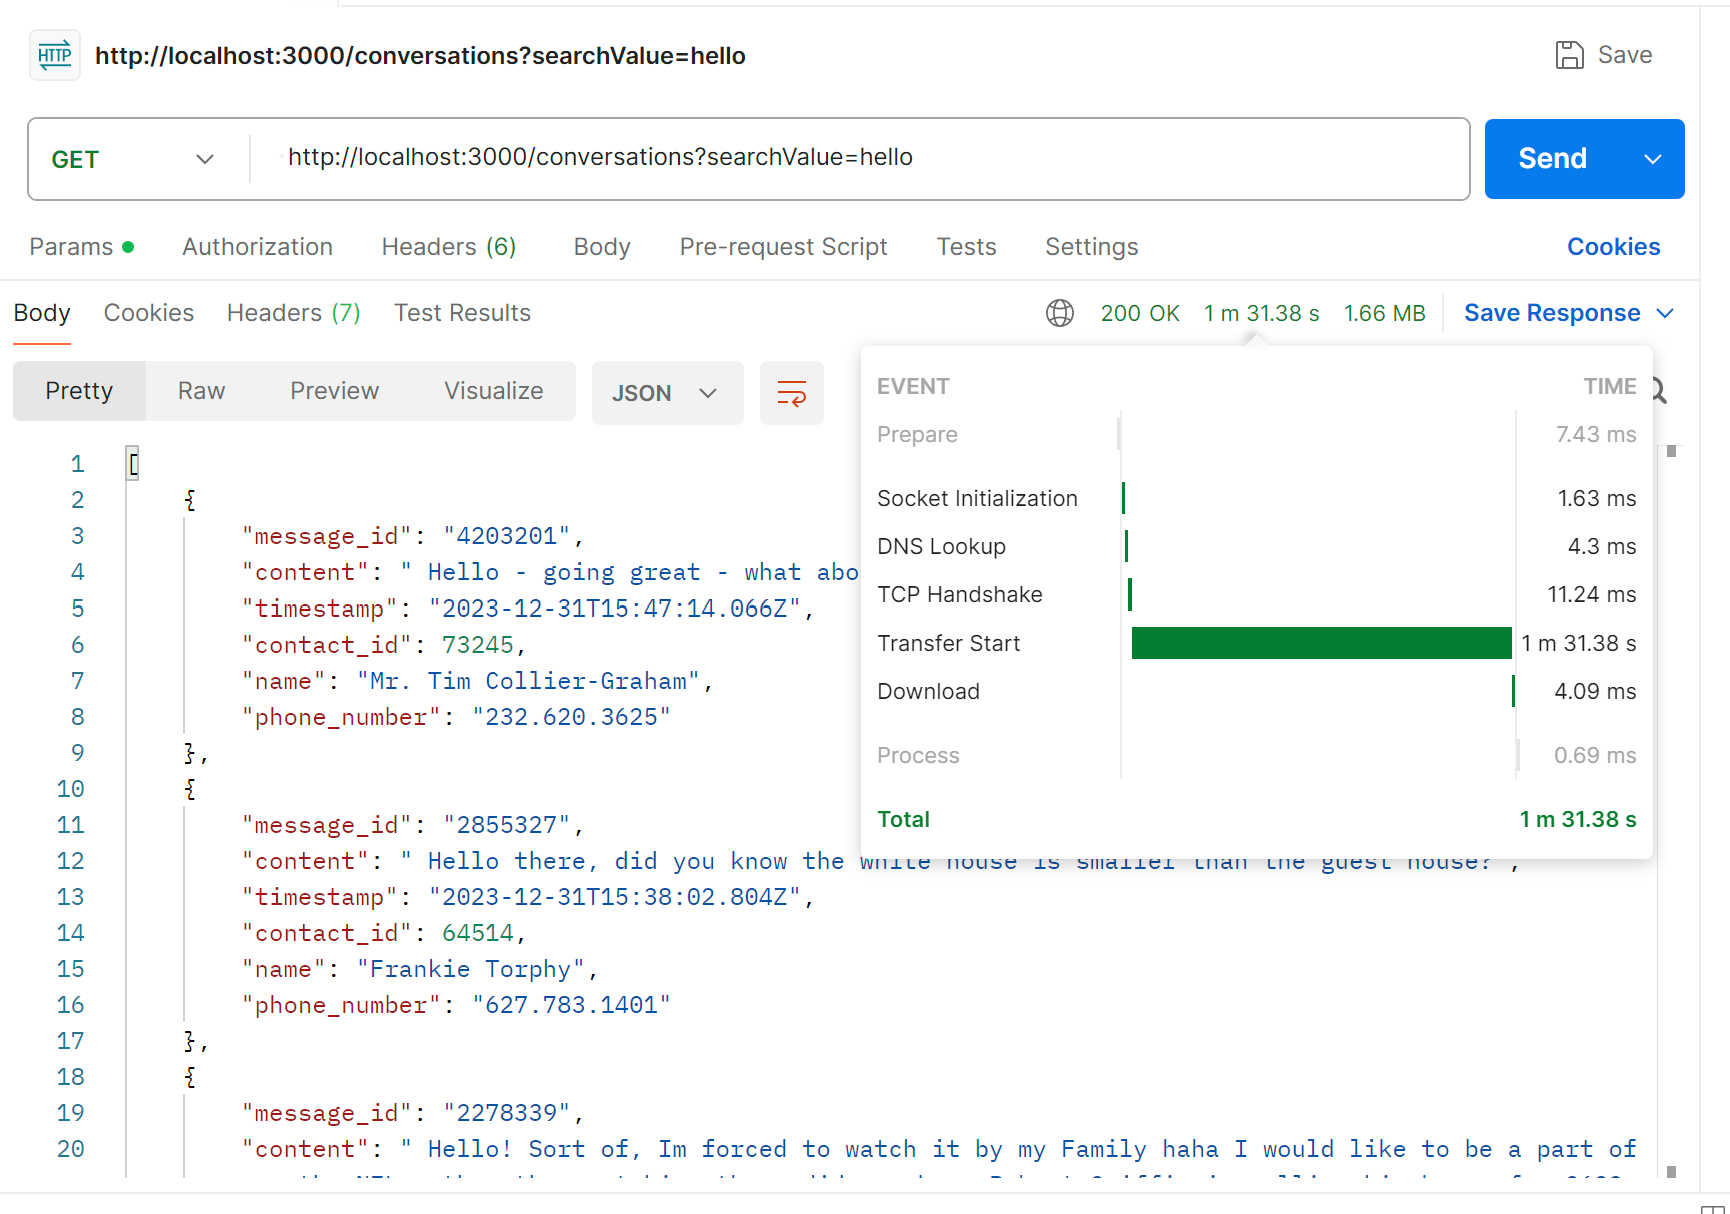 HTTP http://localhost:3000/conversations?searchValue=hello Save
GET http://localhost:3000/conversations?searchValue=hello Send
Params Authorization Headers (6) Body Pre-request Script Tests Settings Cookies
Body Cookies Headers (7) Test Results 200 OK 1 m 31.38 s 1.66 MB Save Response
Pretty Raw Preview Visualize JSON
EVENT TIME
Prepare 7.43 ms
Socket Initialization 1.63 ms
DNS Lookup 4.3 ms
TCP Handshake 11.24 ms
Transfer Start 1 m 31.38 s
Download 4.09 ms
Process 0.69 ms
Total 1 m 31.38 s
1 [
2 {
3 "message_id": "4203201",
4 "content": " Hello - going great - what abo
5 "timestamp": "2023-12-31T15:47:14.066Z",
6 "contact_id": 73245,
7 "name": "Mr. Tim Collier-Graham",
8 "phone_number": "232.620.3625"
9 },
10 {
11 "message_id": "2855327",
12 "content": " Hello there, did you know the white house is smaller than the guest house?",
13 "timestamp": "2023-12-31T15:38:02.804Z",
14 "contact_id": 64514,
15 "name": "Frankie Torphy",
16 "phone_number": "627.783.1401"
17 },
18 {
19 "message_id": "2278339",
20 "content": " Hello! Sort of, Im forced to watch it by my Family haha I would like to be a part of